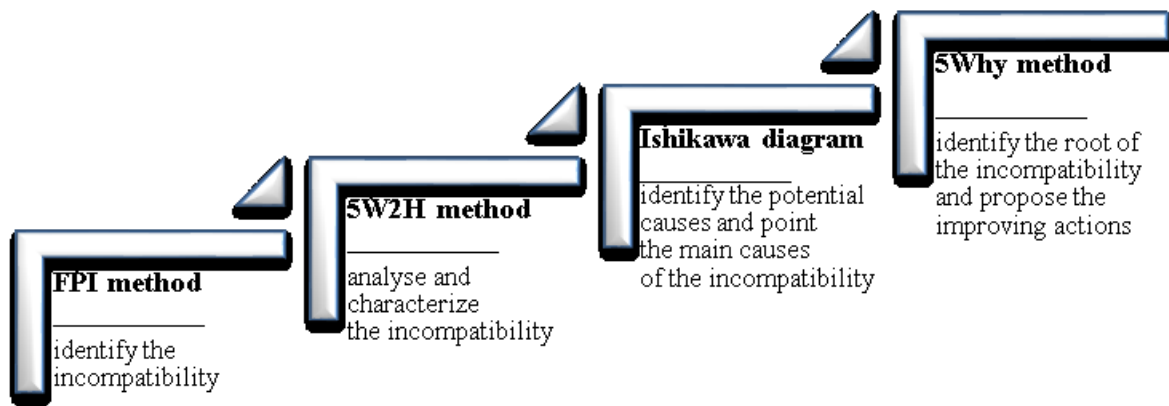 FPI method
identify the
incompatibility
5W2H method
analyse and
characterize
the incompatibility
Ishikawa diagram
identify the potential
causes and point
the main causes
of the incompatibility
5Why method
identify the root of
the incompatibility
and propose the
improving actions